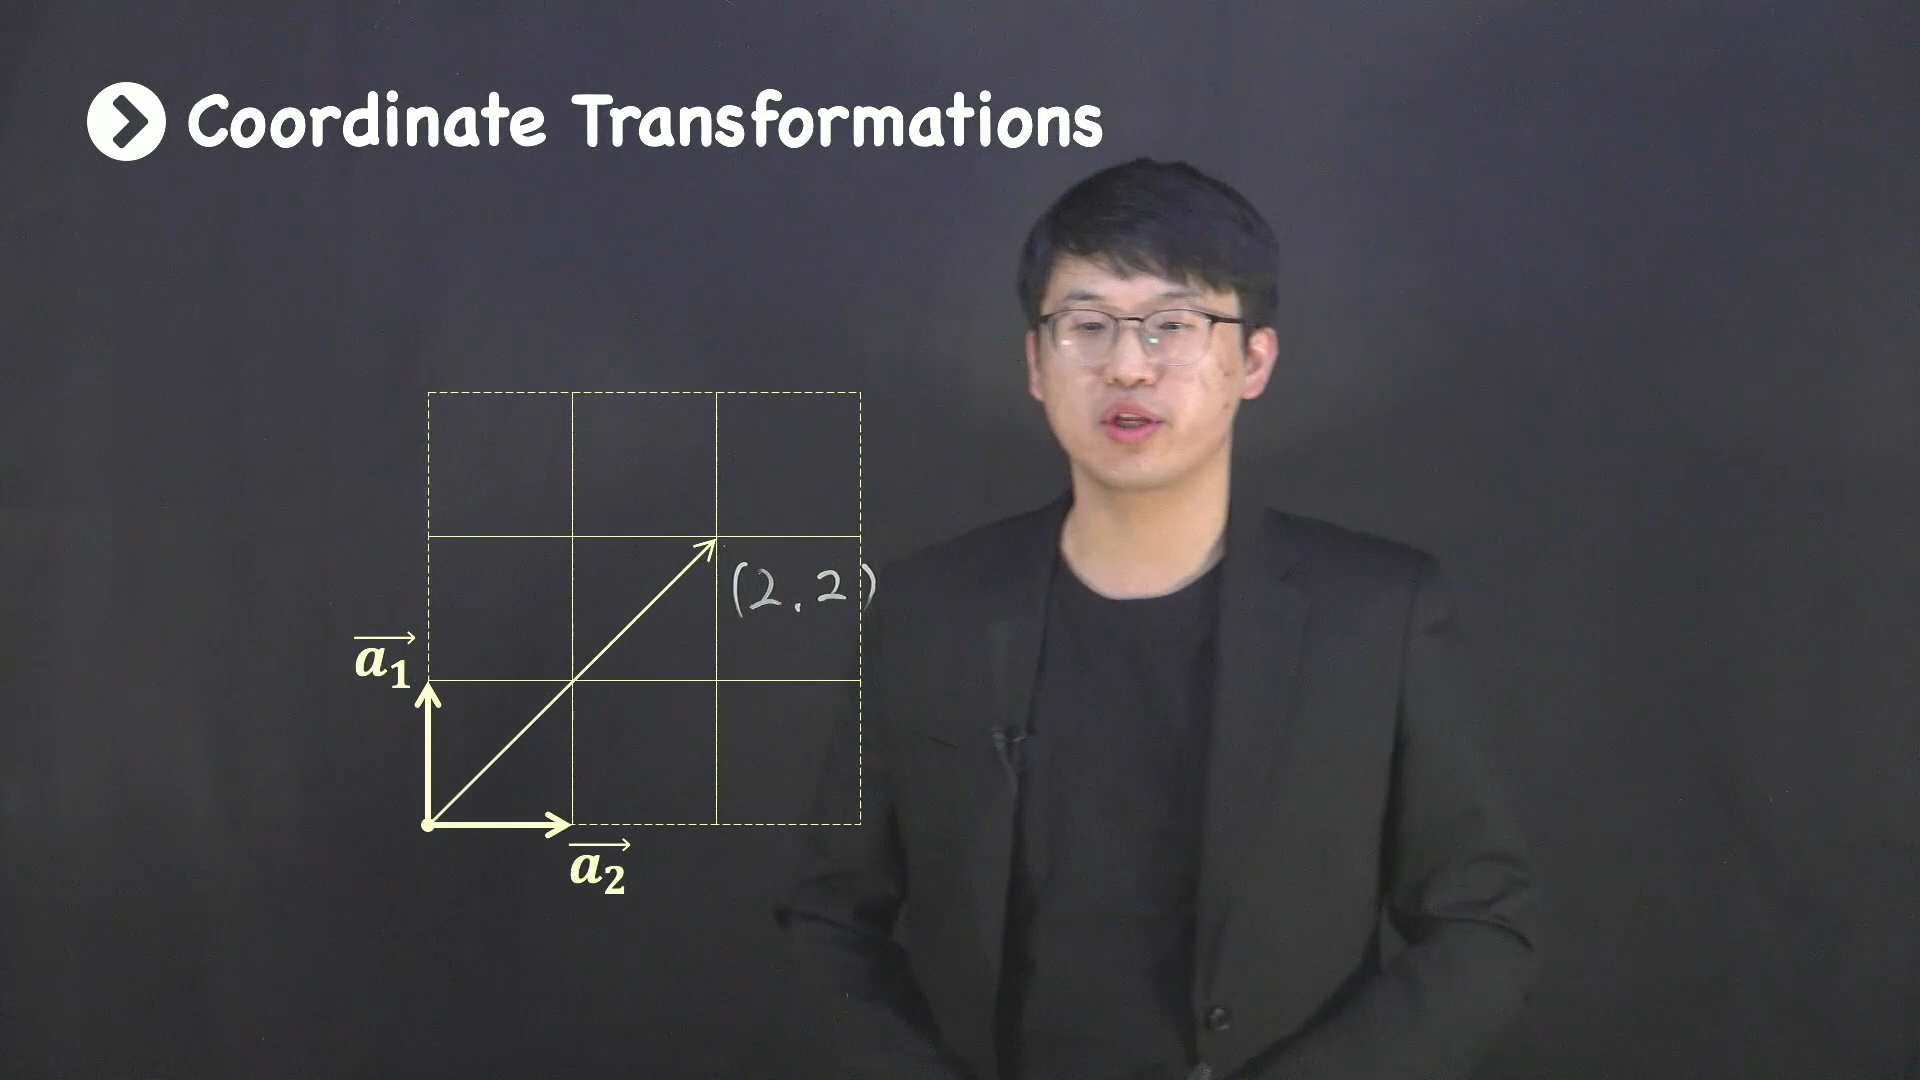 Coordinate Transformations
(2.2)
a₁
a₂